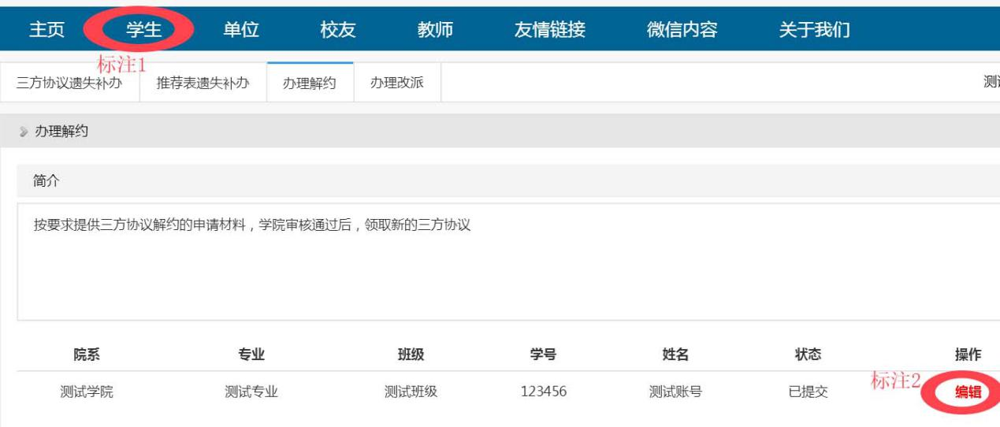 主页 学生 单位 校友 教师 友情链接 微信内容 关于我们
标注1
三方协议遗失补办 推荐表遗失补办 办理解约 办理改派
办理解约
简介
按要求提供三方协议解约的申请材料，学院审核通过后，领取新的三方协议
院系 专业 班级 学号 姓名 状态 操作
测试学院 测试专业 测试班级 123456 测试账号 已提交 标注2 编辑